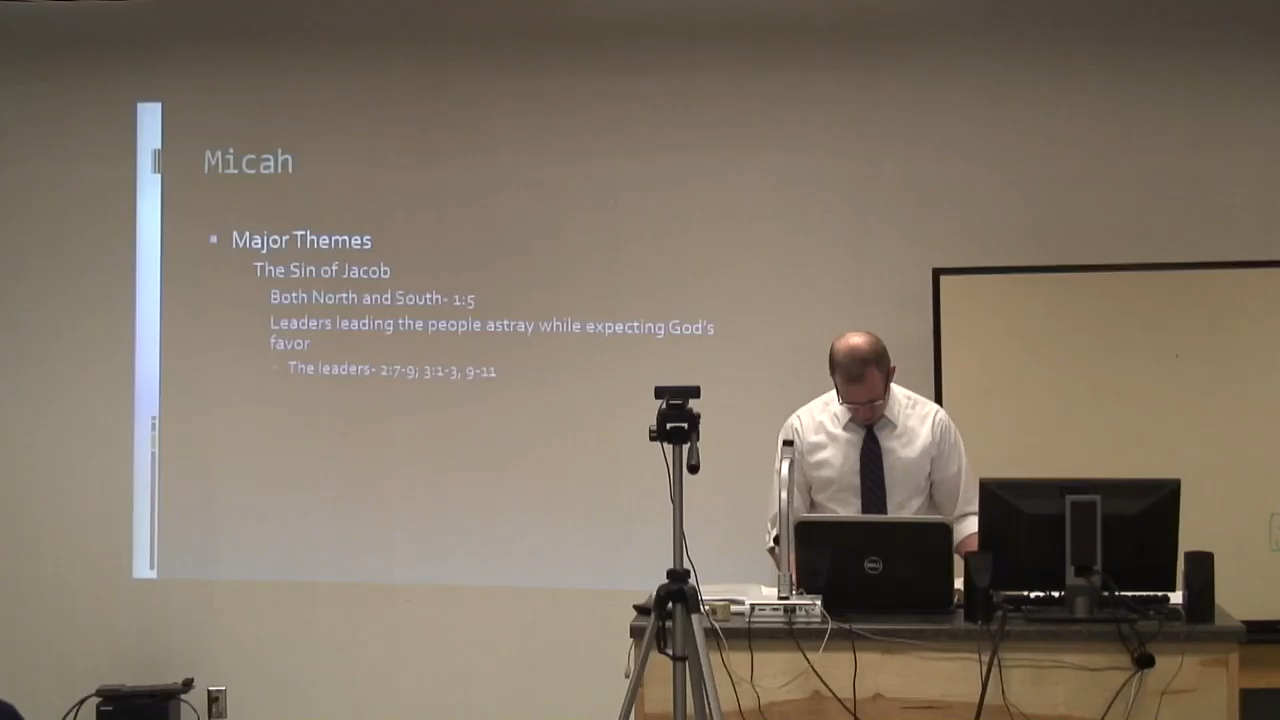 Micah
Major Themes
The Sin of Jacob
Both North and South- 1:5
Leaders leading the people astray while expecting God's
favor
The leaders- 2:7-9; 3:1-3, 9-11
DELL